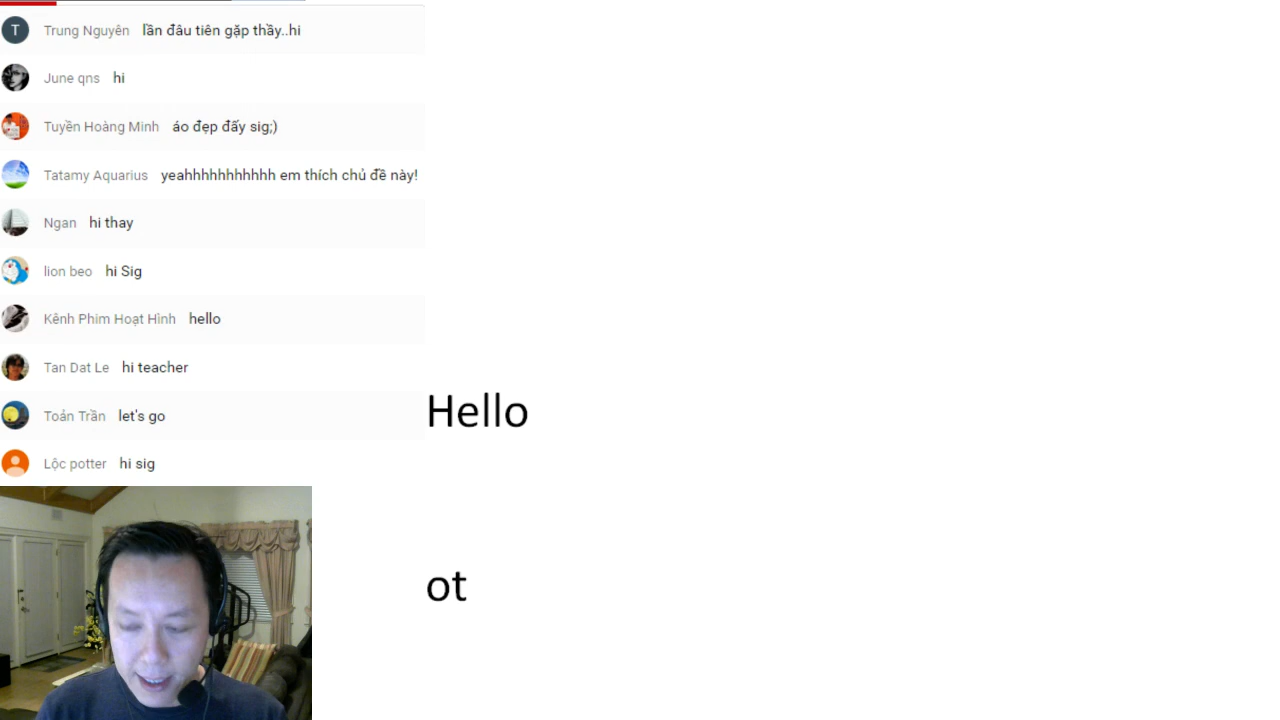 T Trung Nguyên lần đâu tiên gặp thầy..hi
June qns hi
Tuyền Hoàng Minh áo đẹp đấy sig;)
Tatamy Aquarius yeahhhhhhhhhhh em thích chủ đề này!
Ngan hi thay
lion beo hi Sig
Kênh Phim Hoạt Hình hello
Tan Dat Le hi teacher
Toản Trần let's go
Hello
Lộc potter hi sig
ot